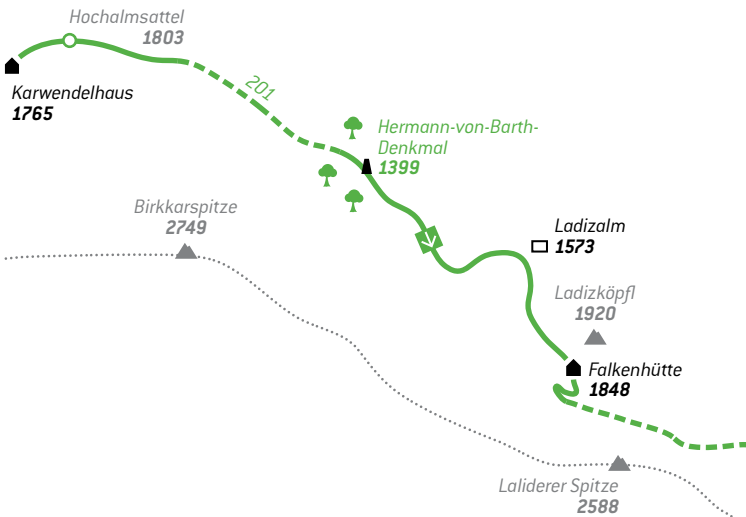 Hochalmsattel
1803
Karwendelhaus
1765
201
Hermann-von-Barth-
Denkmal
1399
Birkkarspitze
2749
Ladizalm
1573
Ladizköpfl
1920
Falkenhütte
1848
Laliderer Spitze
2588